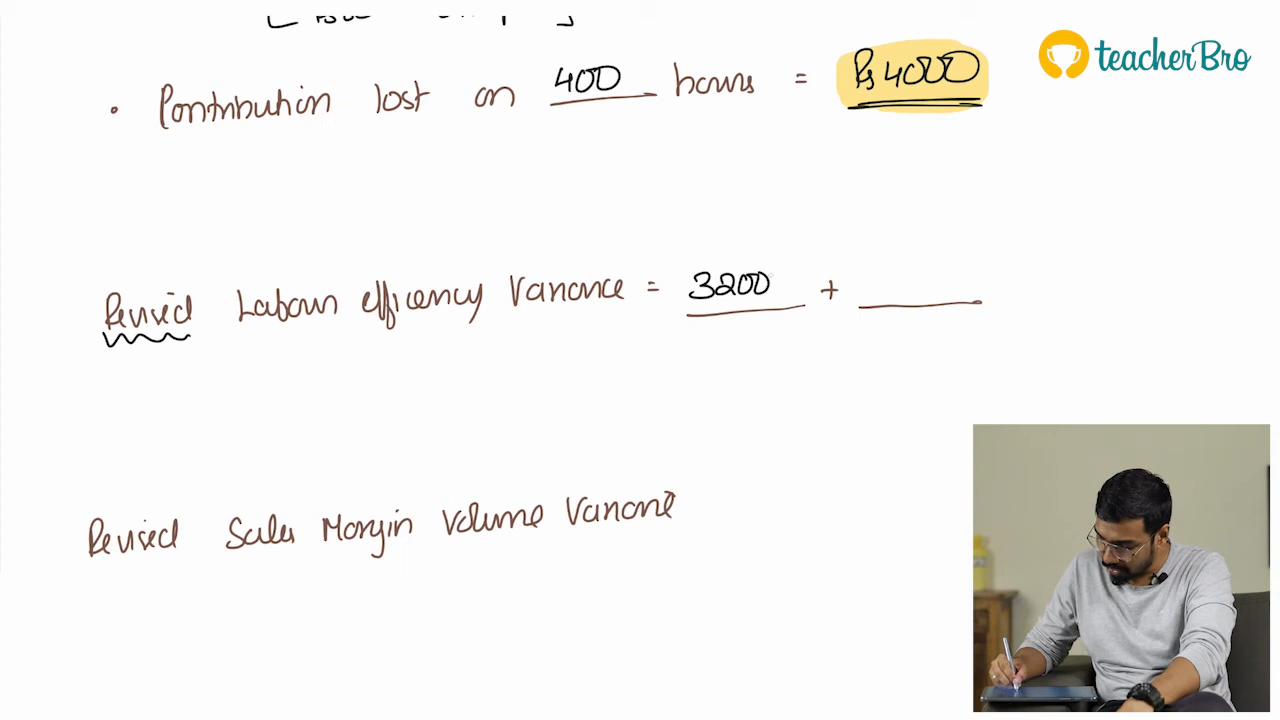 teacherBro
• Contribution lost on 400 hours = Rs 4000
Revised Labour efficiency Variance = 3200 +
Revised Sales Margin Volume Variance